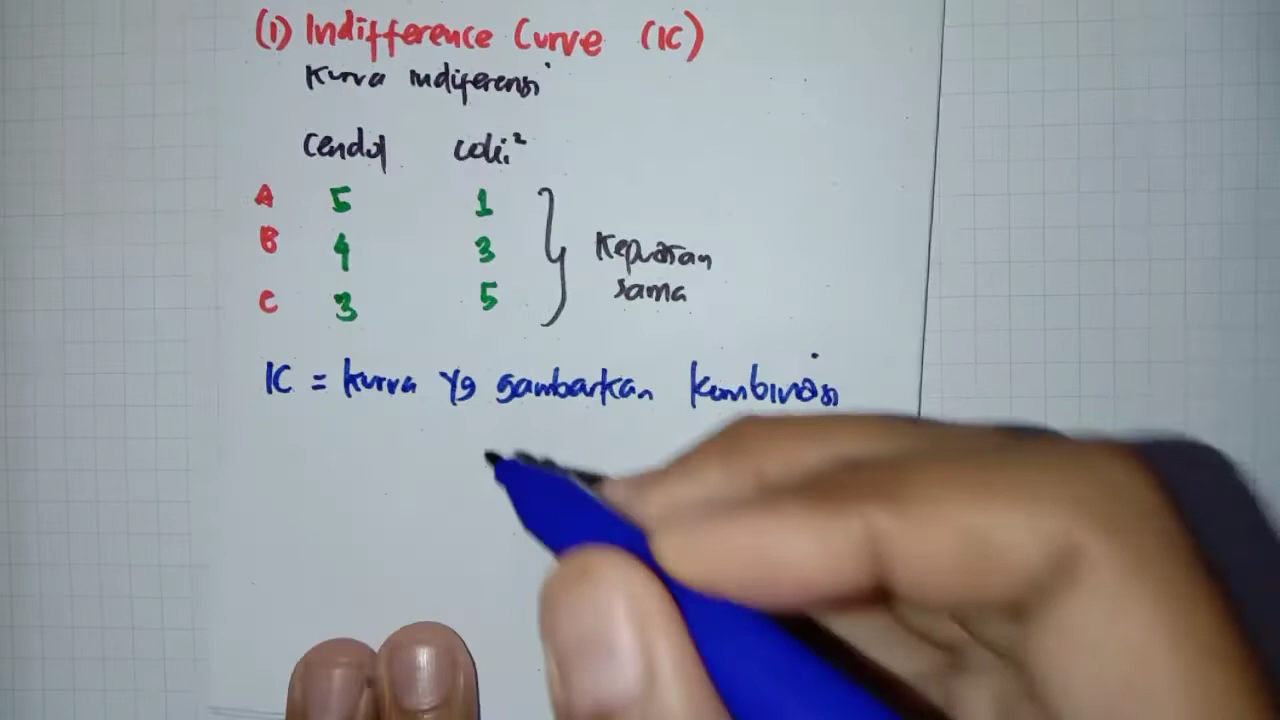 (1) Indifference Curve (IC)
Kurva indiferensi
Cendol
A 5 1
B 4 3
C 3 5
Kepuasan
sama
IC = kurva yg gambarkan kombinasi